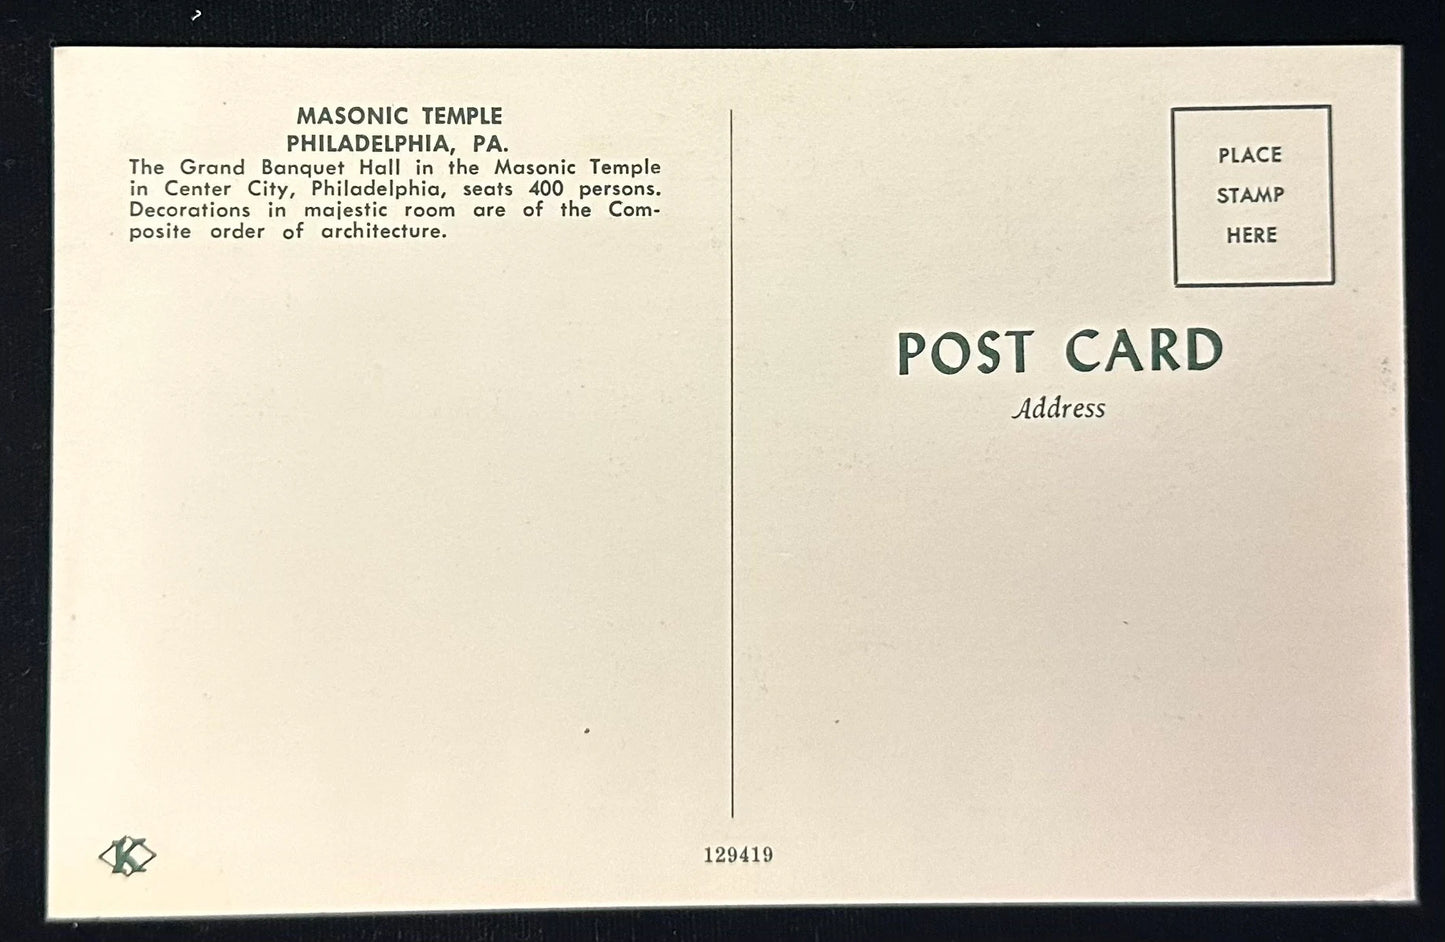 MASONIC TEMPLE
PHILADELPHIA, PA.
The Grand Banquet Hall in the Masonic Temple
in Center City, Philadelphia, seats 400 persons.
Decorations in majestic room are of the Com-
posite order of architecture.
PLACE
STAMP
HERE
POST CARD
Address
K
129419